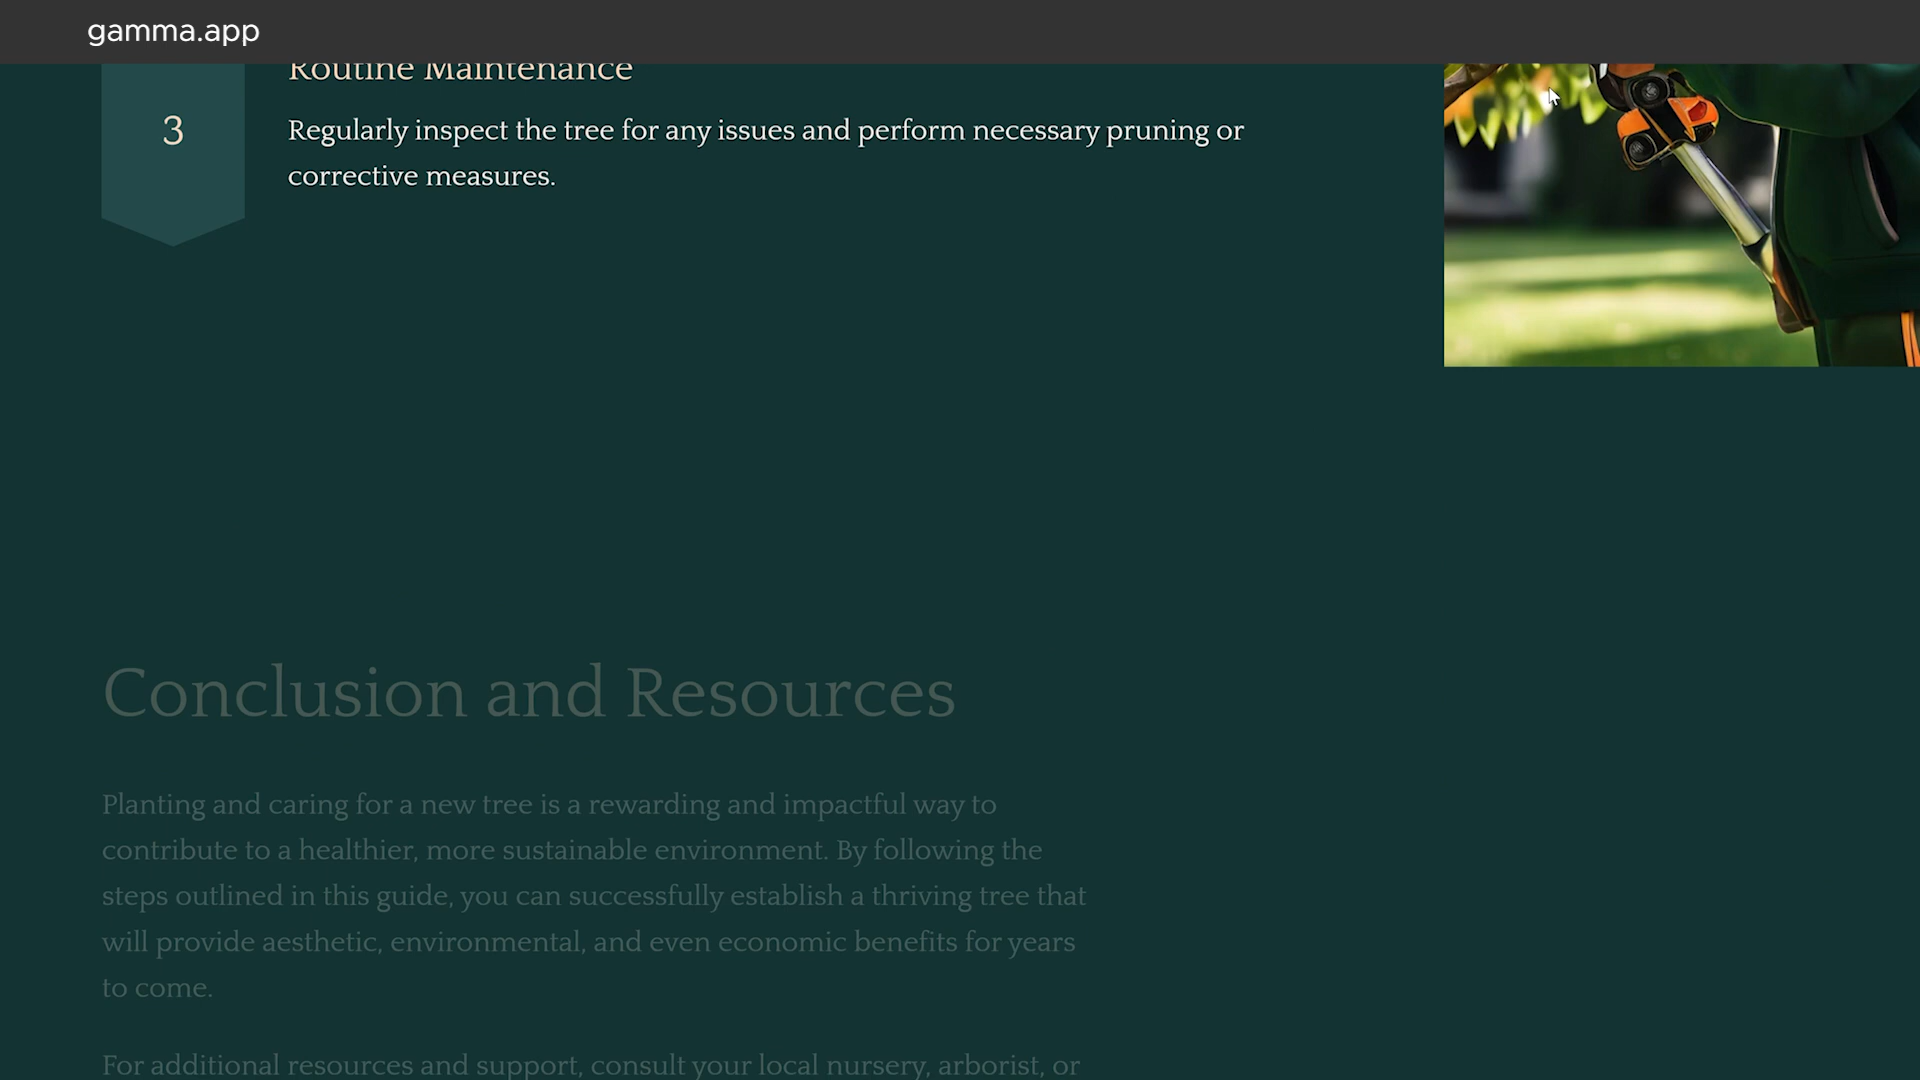 gamma.app
Routine Maintenance
3
Regularly inspect the tree for any issues and perform necessary pruning or
corrective measures.
Conclusion and Resources
Planting and caring for a new tree is a rewarding and impactful way to
contribute to a healthier, more sustainable environment. By following the
steps outlined in this guide, you can successfully establish a thriving tree that
will provide aesthetic, environmental, and even economic benefits for years
to come.
For additional resources and support, consult your local nursery, arborist, or